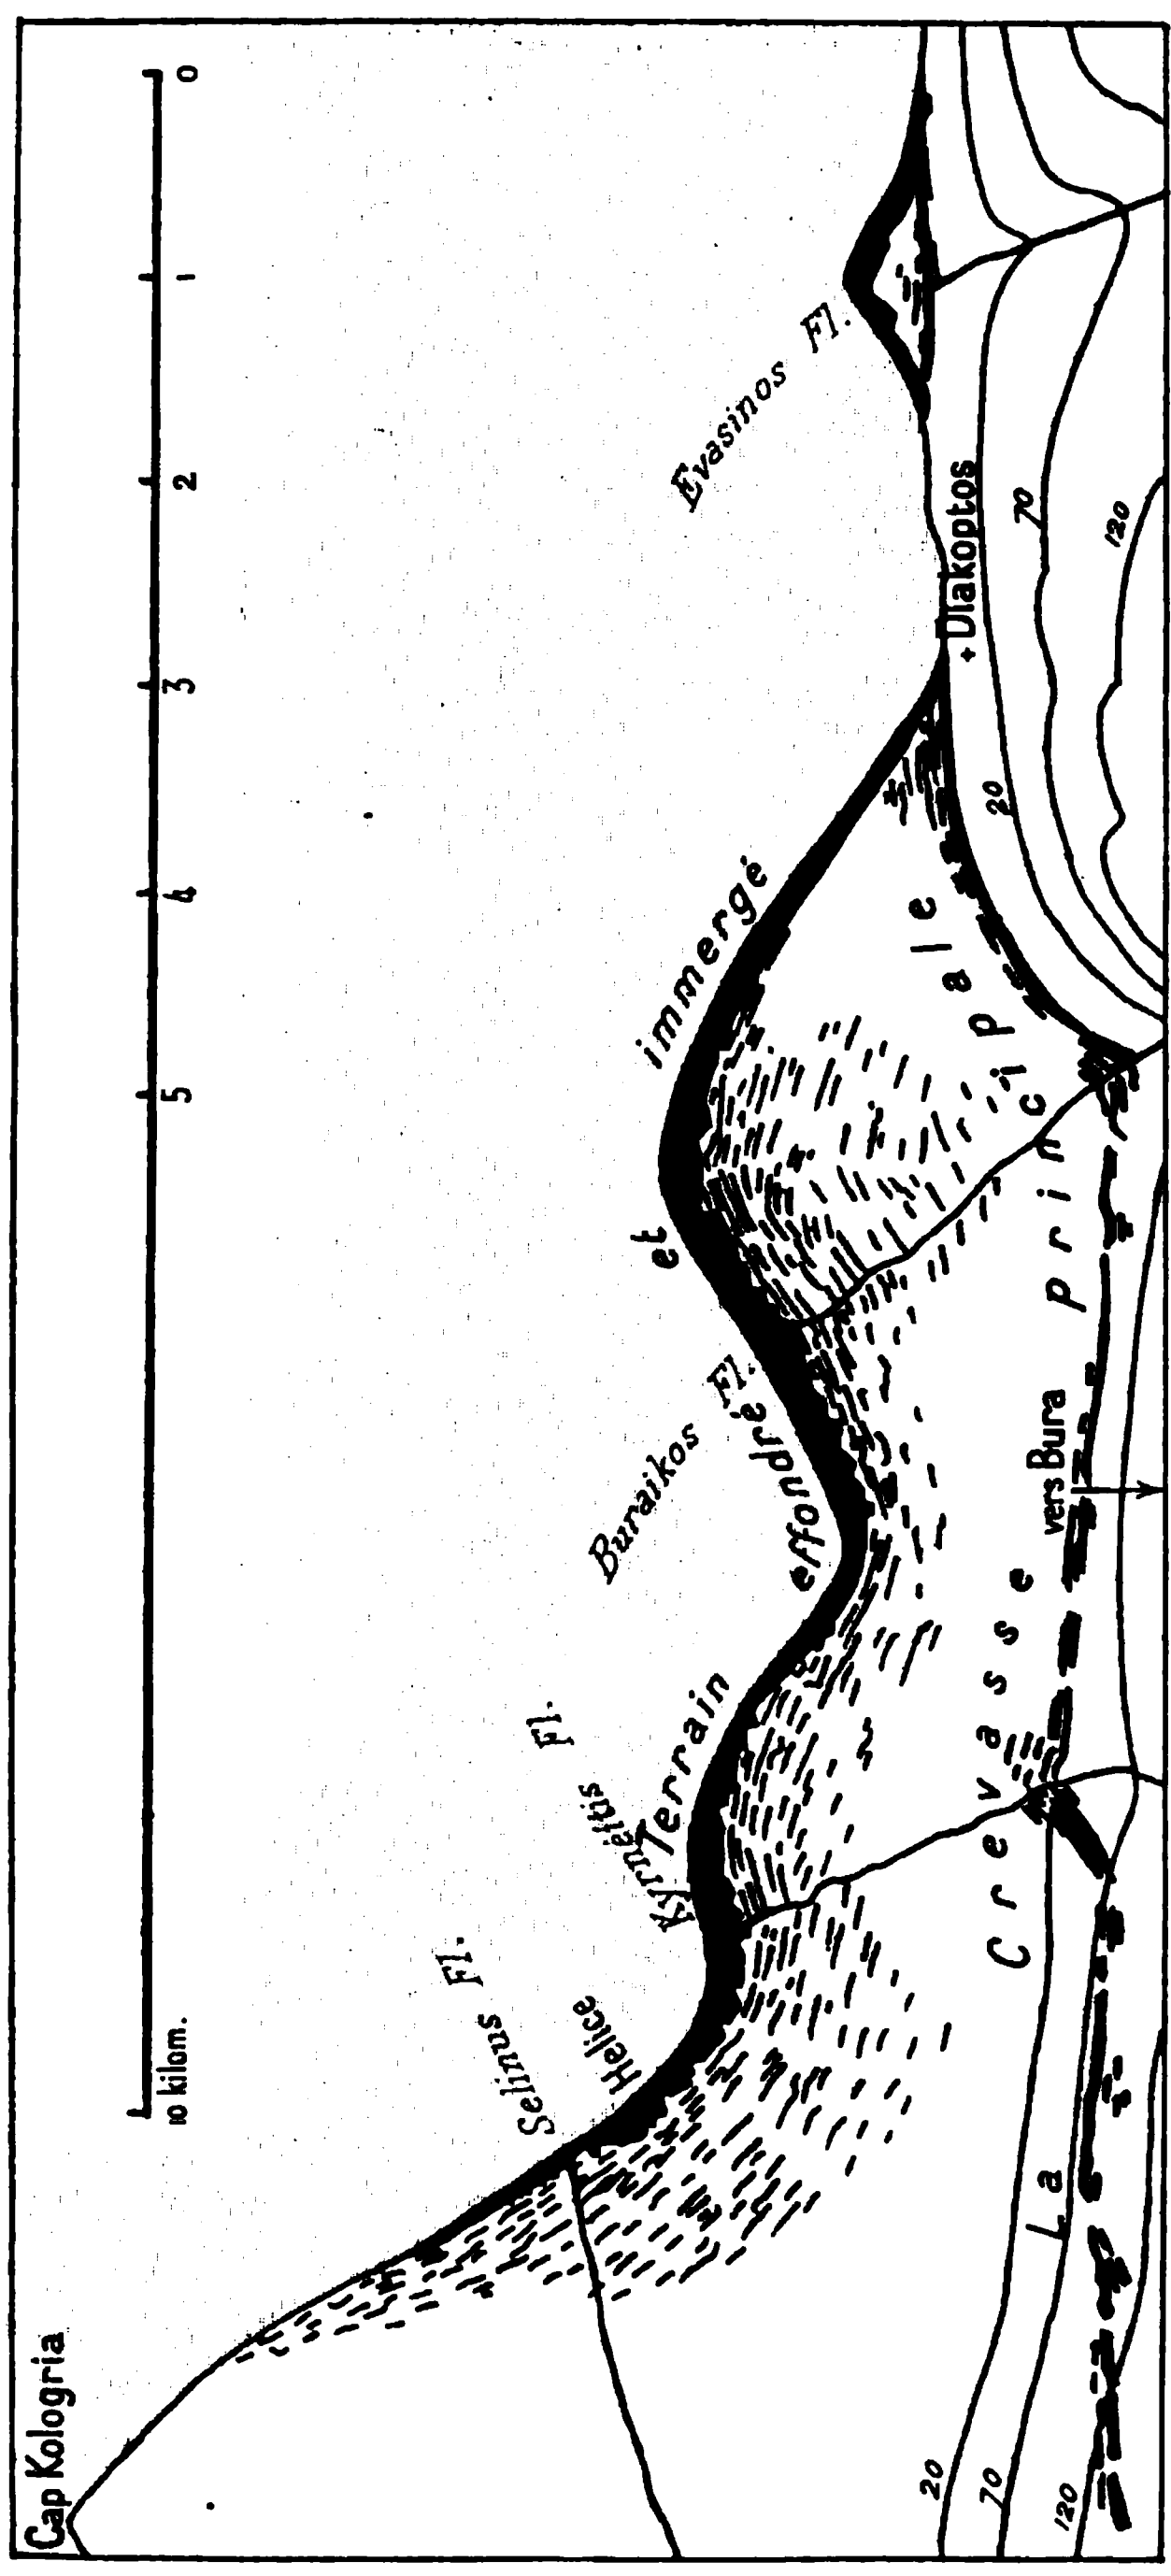 Cap Kologria
10 kilom.
5
4
3
2
1
0
Selinus Fl.
Helice
Kyrneitus Fl.
Buraikos Fl.
Evasinos Fl.
Terrain effondré et immergé
+ Diakoptos
La Crevasse principale
vers Bura
20
70
120
20
70
120